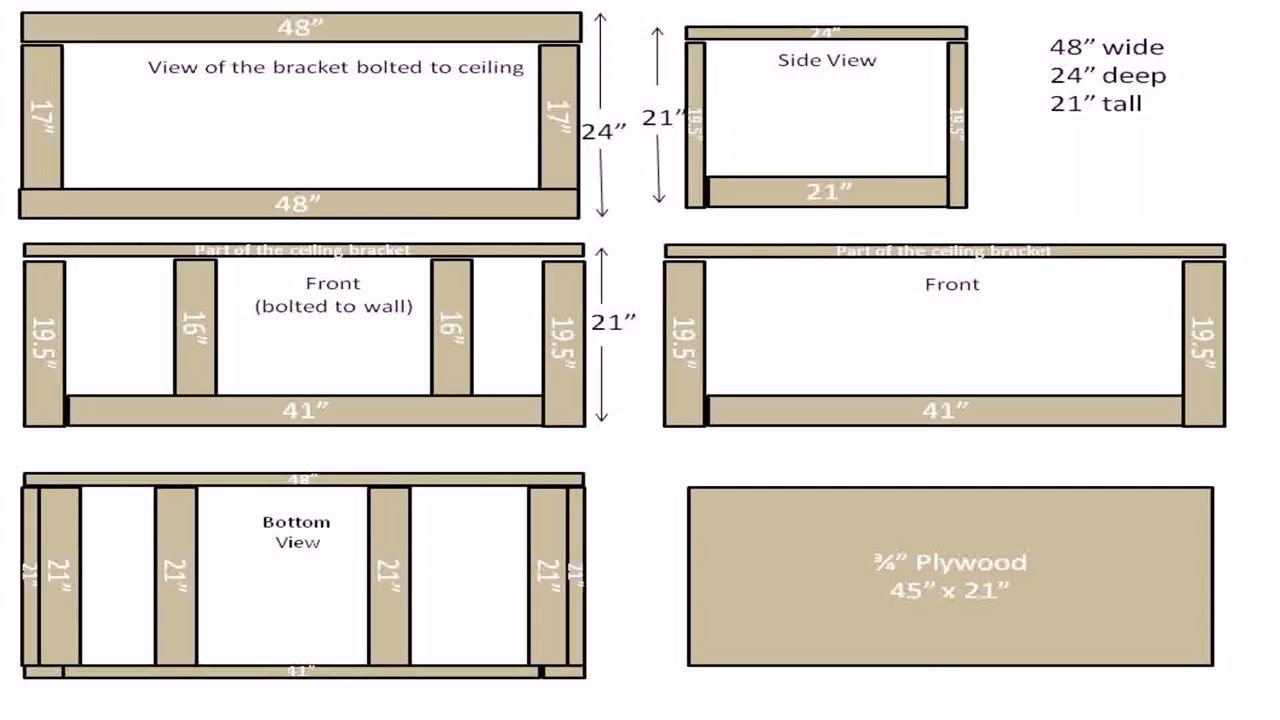 48”
View of the bracket bolted to ceiling
17”
17”
24”
48”
24”
Side View
21”
19.5”
19.5”
21”
48” wide
24” deep
21” tall
Part of the ceiling bracket
Front
(bolted to wall)
19.5”
16”
16”
19.5”
21”
41”
Part of the ceiling bracket
Front
19.5”
19.5”
41”
48”
Bottom
View
21”
21”
21”
21”
21”
21”
41”
¾” Plywood
45” x 21”